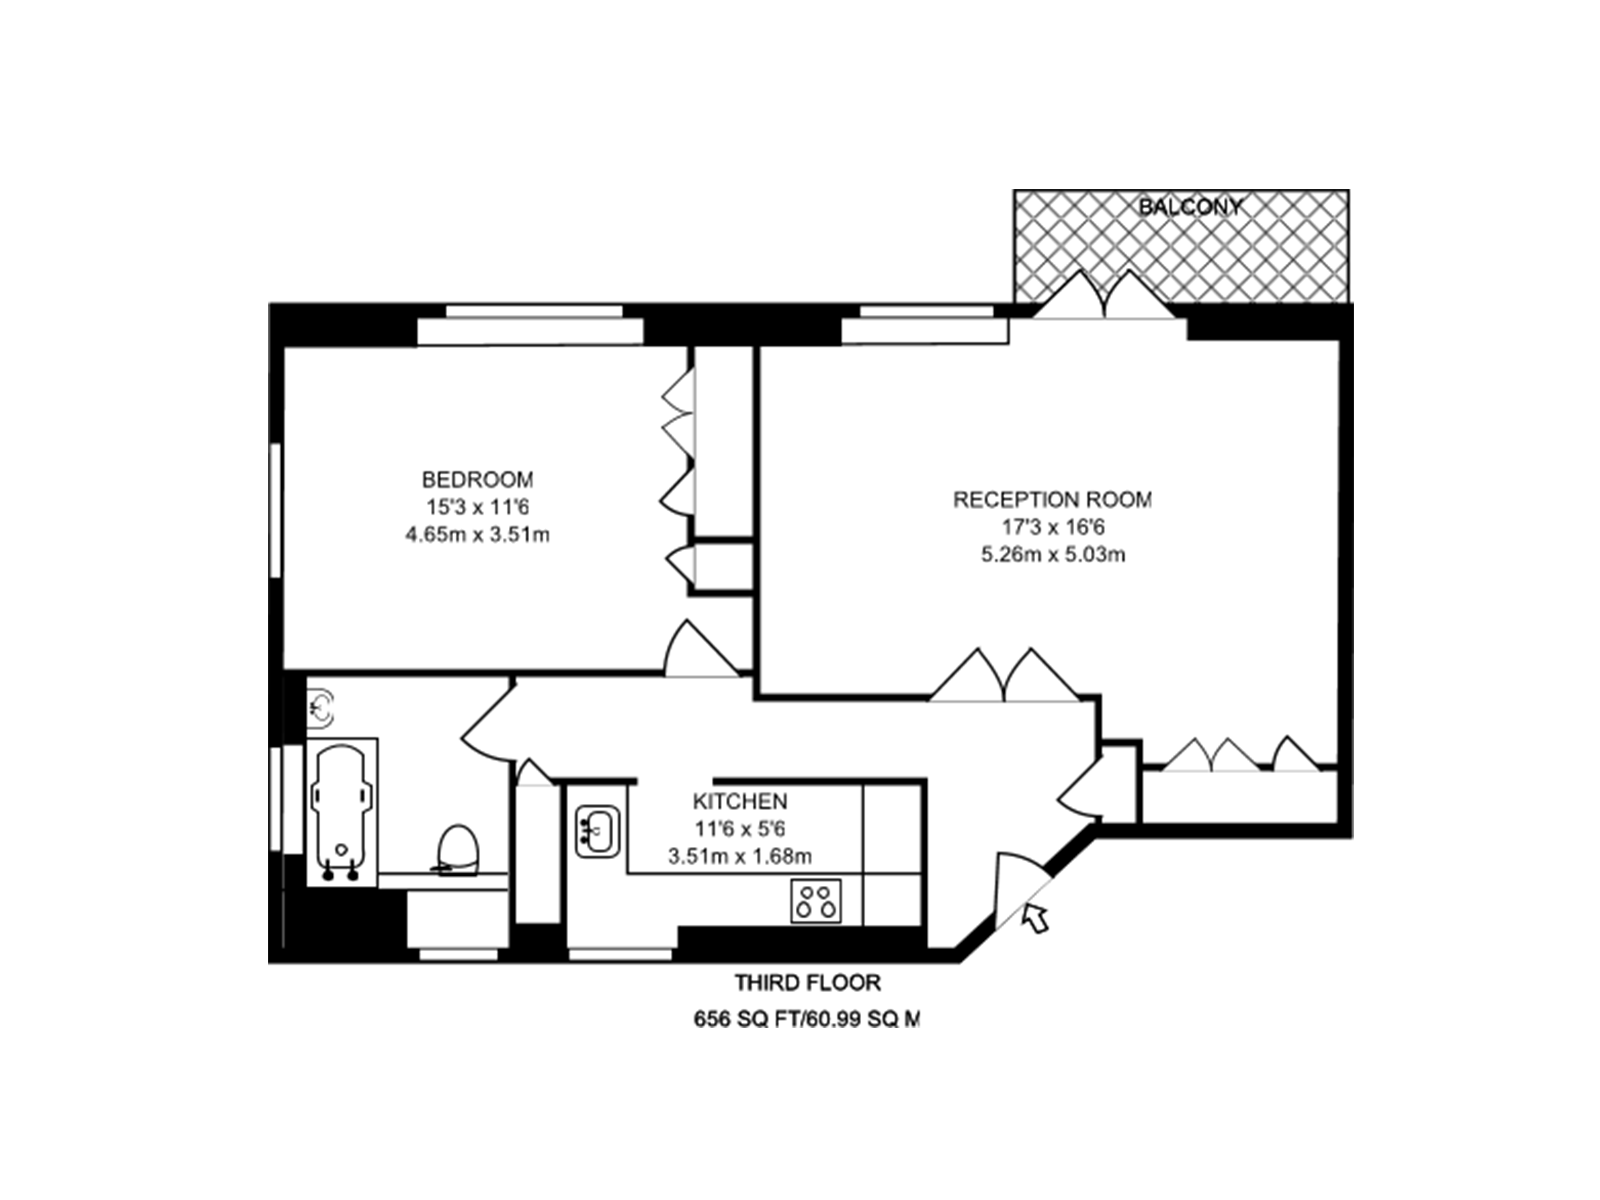 BALCONY
BEDROOM
15'3 x 11'6
4.65m x 3.51m
RECEPTION ROOM
17'3 x 16'6
5.26m x 5.03m
KITCHEN
11'6 x 5'6
3.51m x 1.68m
THIRD FLOOR
656 SQ FT/60.99 SQ M